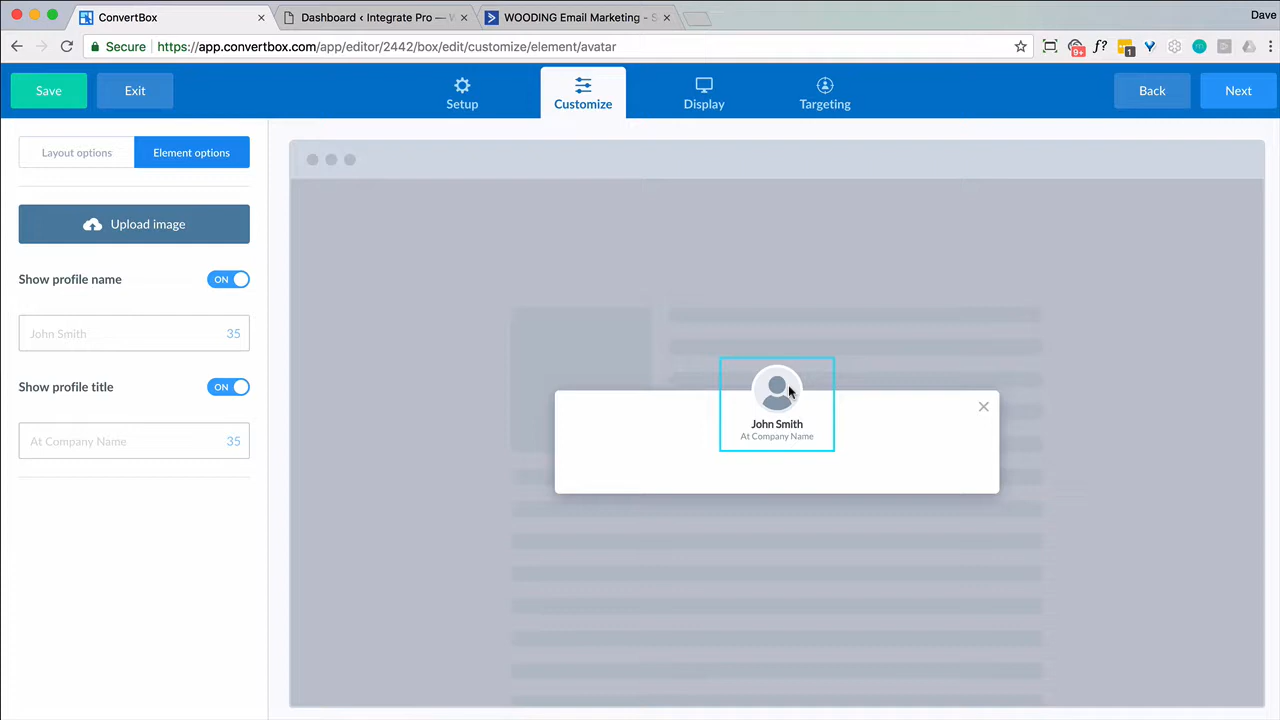 ConvertBox
Dashboard ‹ Integrate Pro —
WOODING Email Marketing - S
Dave
Secure
https://app.convertbox.com/app/editor/2442/box/edit/customize/element/avatar
f?
9+
1
Save
Exit
Setup
Customize
Display
Targeting
Back
Next
Layout options
Element options
Upload image
Show profile name
ON
John Smith
35
Show profile title
ON
At Company Name
35
John Smith
At Company Name